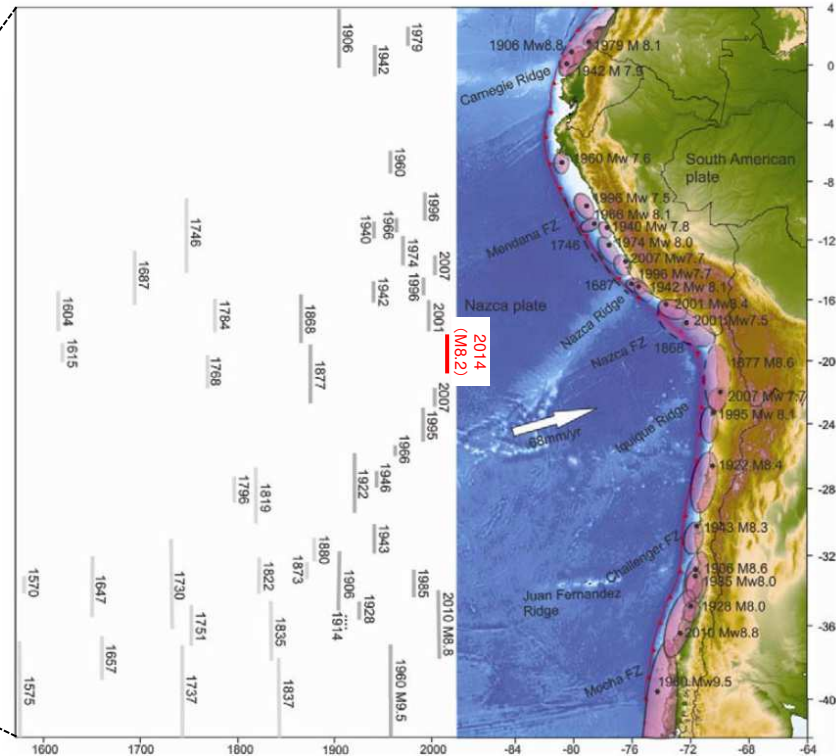 1906
1979
1942
1960
1996
1966
1940
1974
2007
1996
1942
2001
1746
1687
1604
1615
1784
1768
1868
1877
2014
(M8.2)
2007
1995
1966
1946
1922
1796
1819
1943
1880
1873
1822
1906
1985
1928
1914
2010 M8.8
1570
1647
1730
1751
1835
1657
1575
1737
1837
1960 M9.5
1600
1700
1800
1900
2000
1906 Mw8.8
1979 M 8.1
1942 M 7.9
Carnegie Ridge
1960 Mw 7.6
South American
plate
1996 Mw 7.5
1966 Mw 8.1
1940 Mw 7.8
Mendana FZ
1746
1974 Mw 8.0
2007 Mw7.7
1996 Mw7.7
1687
1942 Mw 8.1
Nazca plate
Nazca Ridge
2001 Mw8.4
2001 Mw7.5
Nazca FZ
1868
1877 M8.6
2007 Mw 7.7
1995 Mw 8.1
68mm/yr
Iquique Ridge
1922 M8.4
1943 M8.3
Challenger FZ
1906 M8.6
1985 Mw8.0
Juan Fernandez
Ridge
1928 M8.0
2010 Mw8.8
Mocha FZ
1960 Mw9.5
4
0
-4
-8
-12
-16
-20
-24
-28
-32
-36
-40
-84
-80
-76
-72
-68